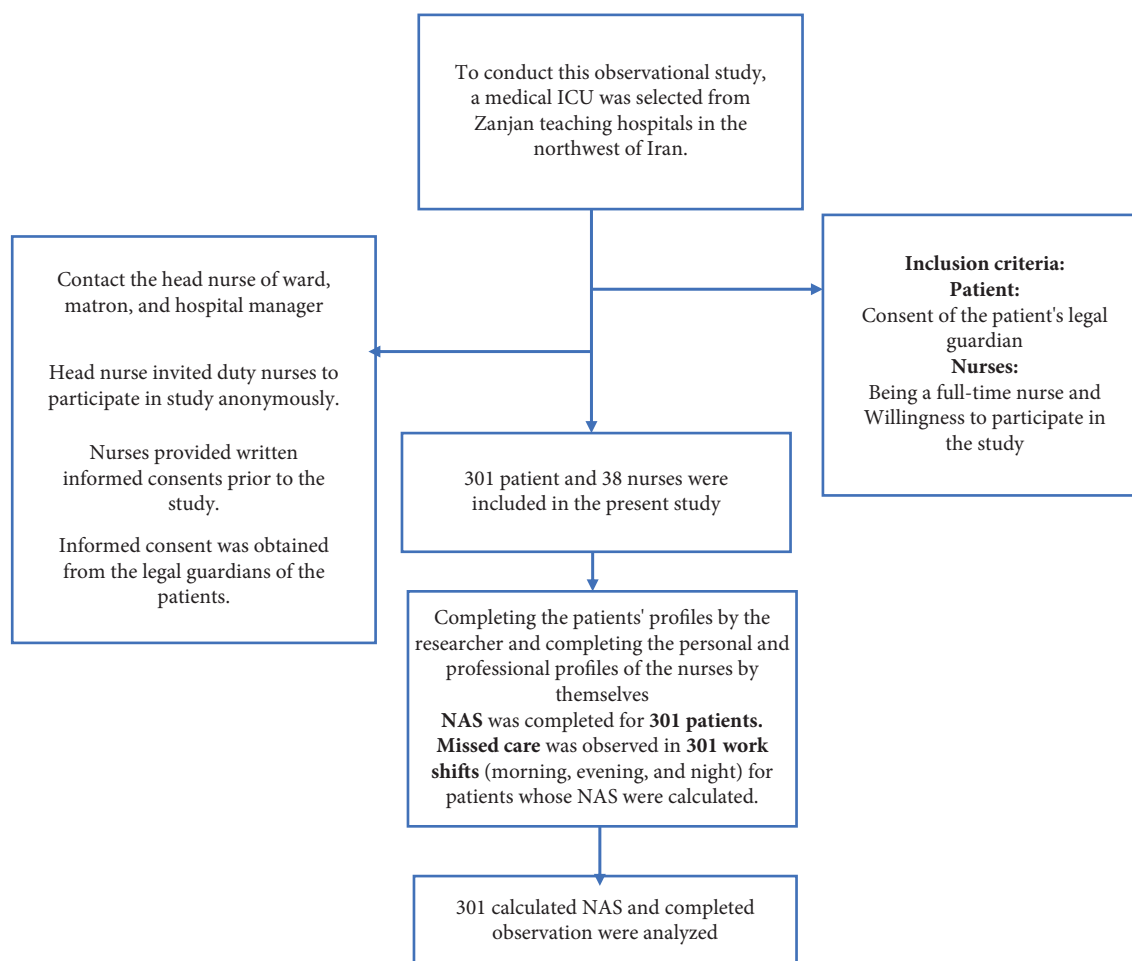 To conduct this observational study,
a medical ICU was selected from
Zanjan teaching hospitals in the
northwest of Iran.
Contact the head nurse of ward,
matron, and hospital manager
Head nurse invited duty nurses to
participate in study anonymously.
Nurses provided written
informed consents prior to the
study.
Informed consent was obtained
from the legal guardians of the
patients.
Inclusion criteria:
Patient:
Consent of the patient's legal
guardian
Nurses:
Being a full-time nurse and
Willingness to participate in
the study
301 patient and 38 nurses were
included in the present study
Completing the patients' profiles by the
researcher and completing the personal and
professional profiles of the nurses by
themselves
NAS was completed for 301 patients.
Missed care was observed in 301 work
shifts (morning, evening, and night) for
patients whose NAS were calculated.
301 calculated NAS and completed
observation were analyzed